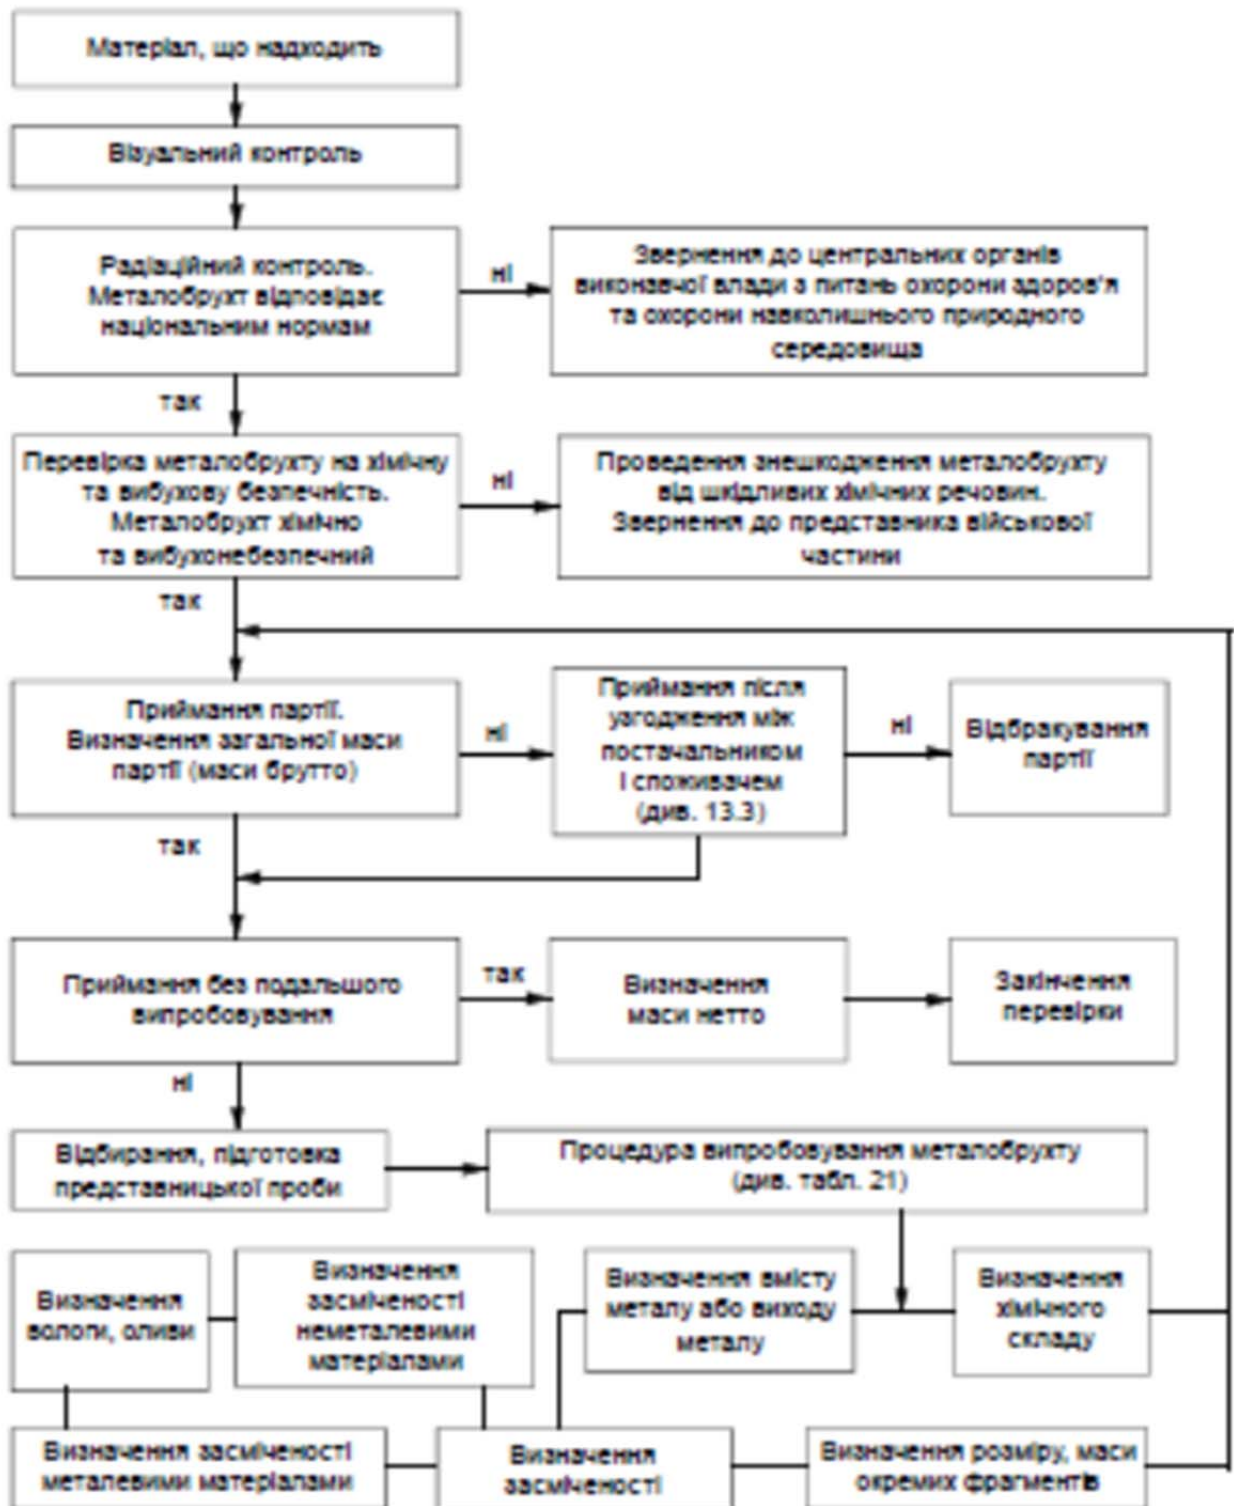 Матеріал, що надходить
Візуальний контроль
Радіаційний контроль.
Металобрухт відповідає
національним нормам
ні
Звернення до центральних органів
виконавчої влади з питань охорони здоров'я
та охорони навколишнього природного
середовища
так
Перевірка металобрухту на хімічну
та вибухову безпечність.
Металобрухт хімічно
та вибухонебезпечний
ні
Проведення знешкодження металобрухту
від шкідливих хімічних речовин.
Звернення до представника військової
частини
так
Приймання партії.
Визначення загальної маси
партії (маси брутто)
ні
Приймання після
узгодження між
постачальником
і споживачем
(див. 13.3)
ні
Відбракування
партії
так
Приймання без подальшого
випробовування
так
Визначення
маси нетто
Закінчення
перевірки
ні
Відбирання, підготовка
представницької проби
Процедура випробовування металобрухту
(див. табл. 21)
Визначення
вологи, оливи
Визначення
засміченості
неметалевими
матеріалами
Визначення вмісту
металу або виходу
металу
Визначення
хімічного
складу
Визначення засміченості
металевими матеріалами
Визначення
засміченості
Визначення розміру, маси
окремих фрагментів